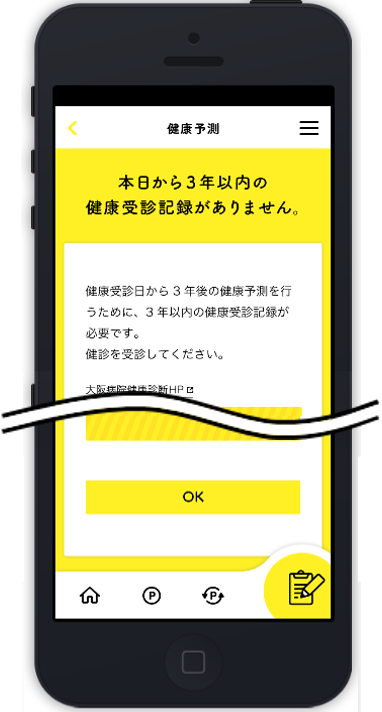 健康予測
本日から3年以内の
健康受診記録がありません。
健康受診日から3年後の健康予測を行
うために、3年以内の健康受診記録が
必要です。
健診を受診してください。
大阪病院健康診断HP
OK
P
P